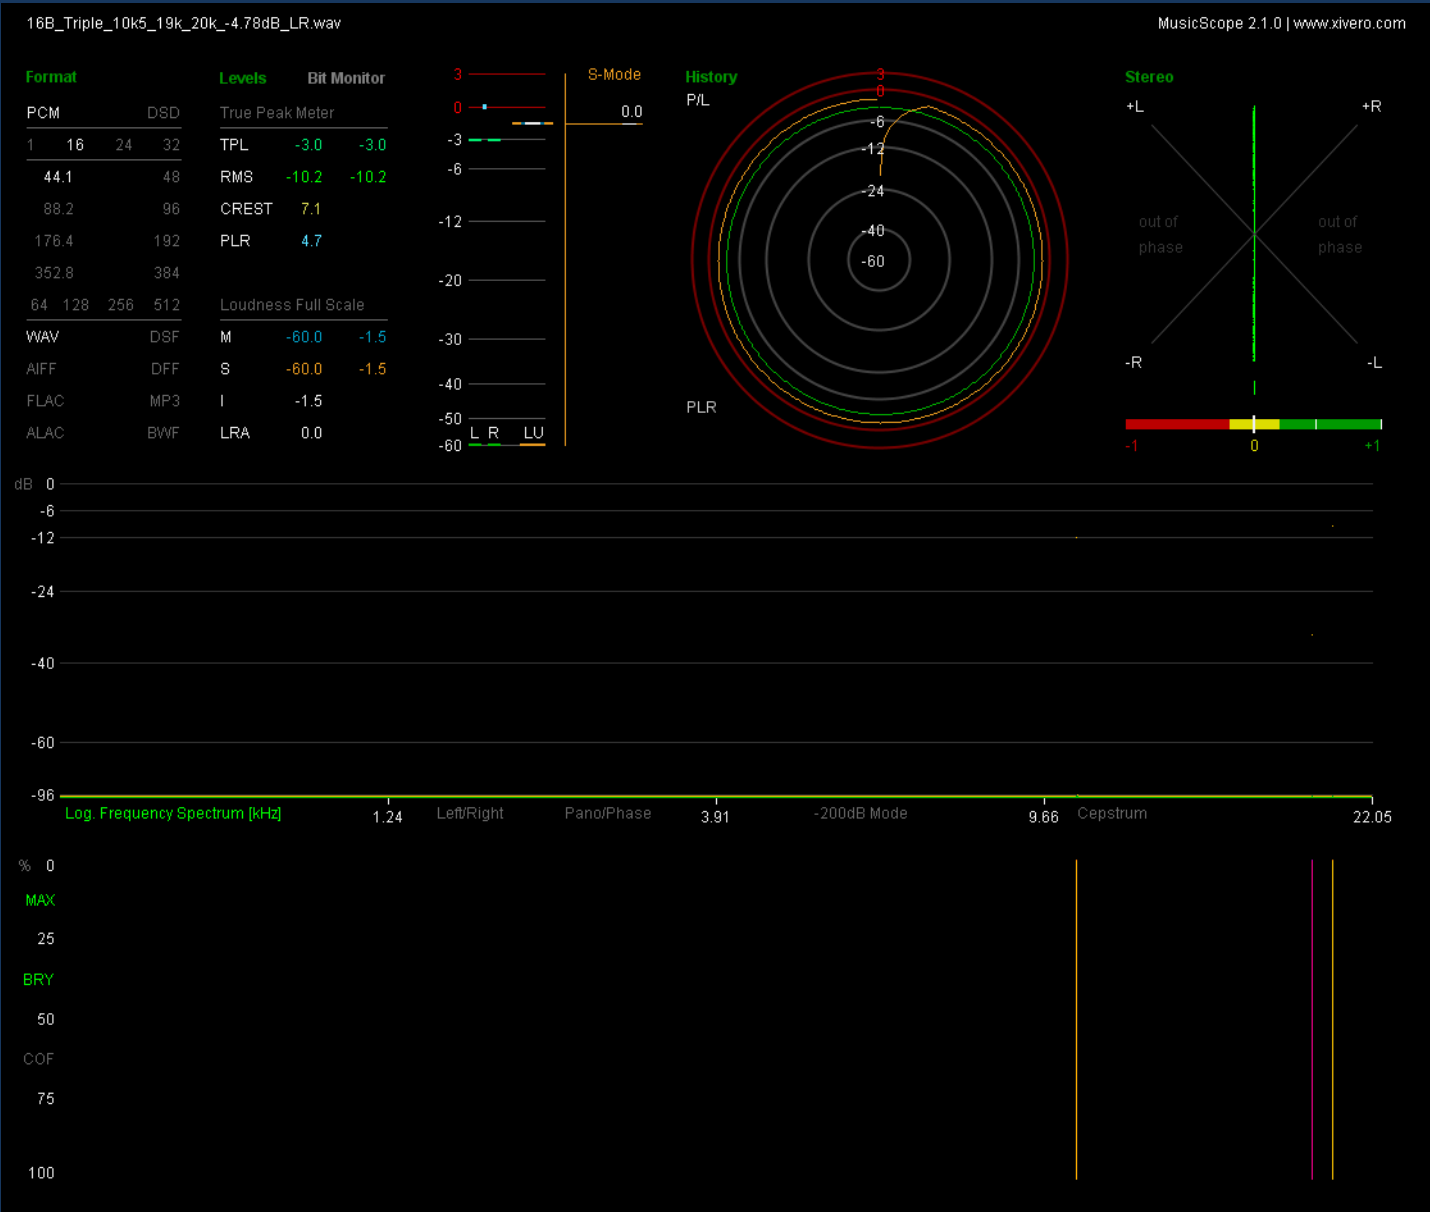 16B_Triple_10k5_19k_20k_-4.78dB_LR.wav
MusicScope 2.1.0 | www.xivero.com
Format
PCM DSD
1 16 24 32
44.1 48
88.2 96
176.4 192
352.8 384
64 128 256 512
WAV DSF
AIFF DFF
FLAC MP3
ALAC BWF
Levels Bit Monitor
True Peak Meter
TPL -3.0 -3.0
RMS -10.2 -10.2
CREST 7.1
PLR 4.7
Loudness Full Scale
M -60.0 -1.5
S -60.0 -1.5
I -1.5
LRA 0.0
3
0
-3
-6
-12
-20
-30
-40
-50
-60
L R LU
S-Mode
0.0
History
P/L
3
0
-6
-12
-24
-40
-60
PLR
Stereo
+L +R
out of phase
out of phase
-R -L
-1 0 +1
dB 0
-6
-12
-24
-40
-60
-96
Log. Frequency Spectrum [kHz] 1.24 Left/Right Pano/Phase 3.91 -200dB Mode 9.66 Cepstrum 22.05
% 0
MAX
25
BRY
50
COF
75
100